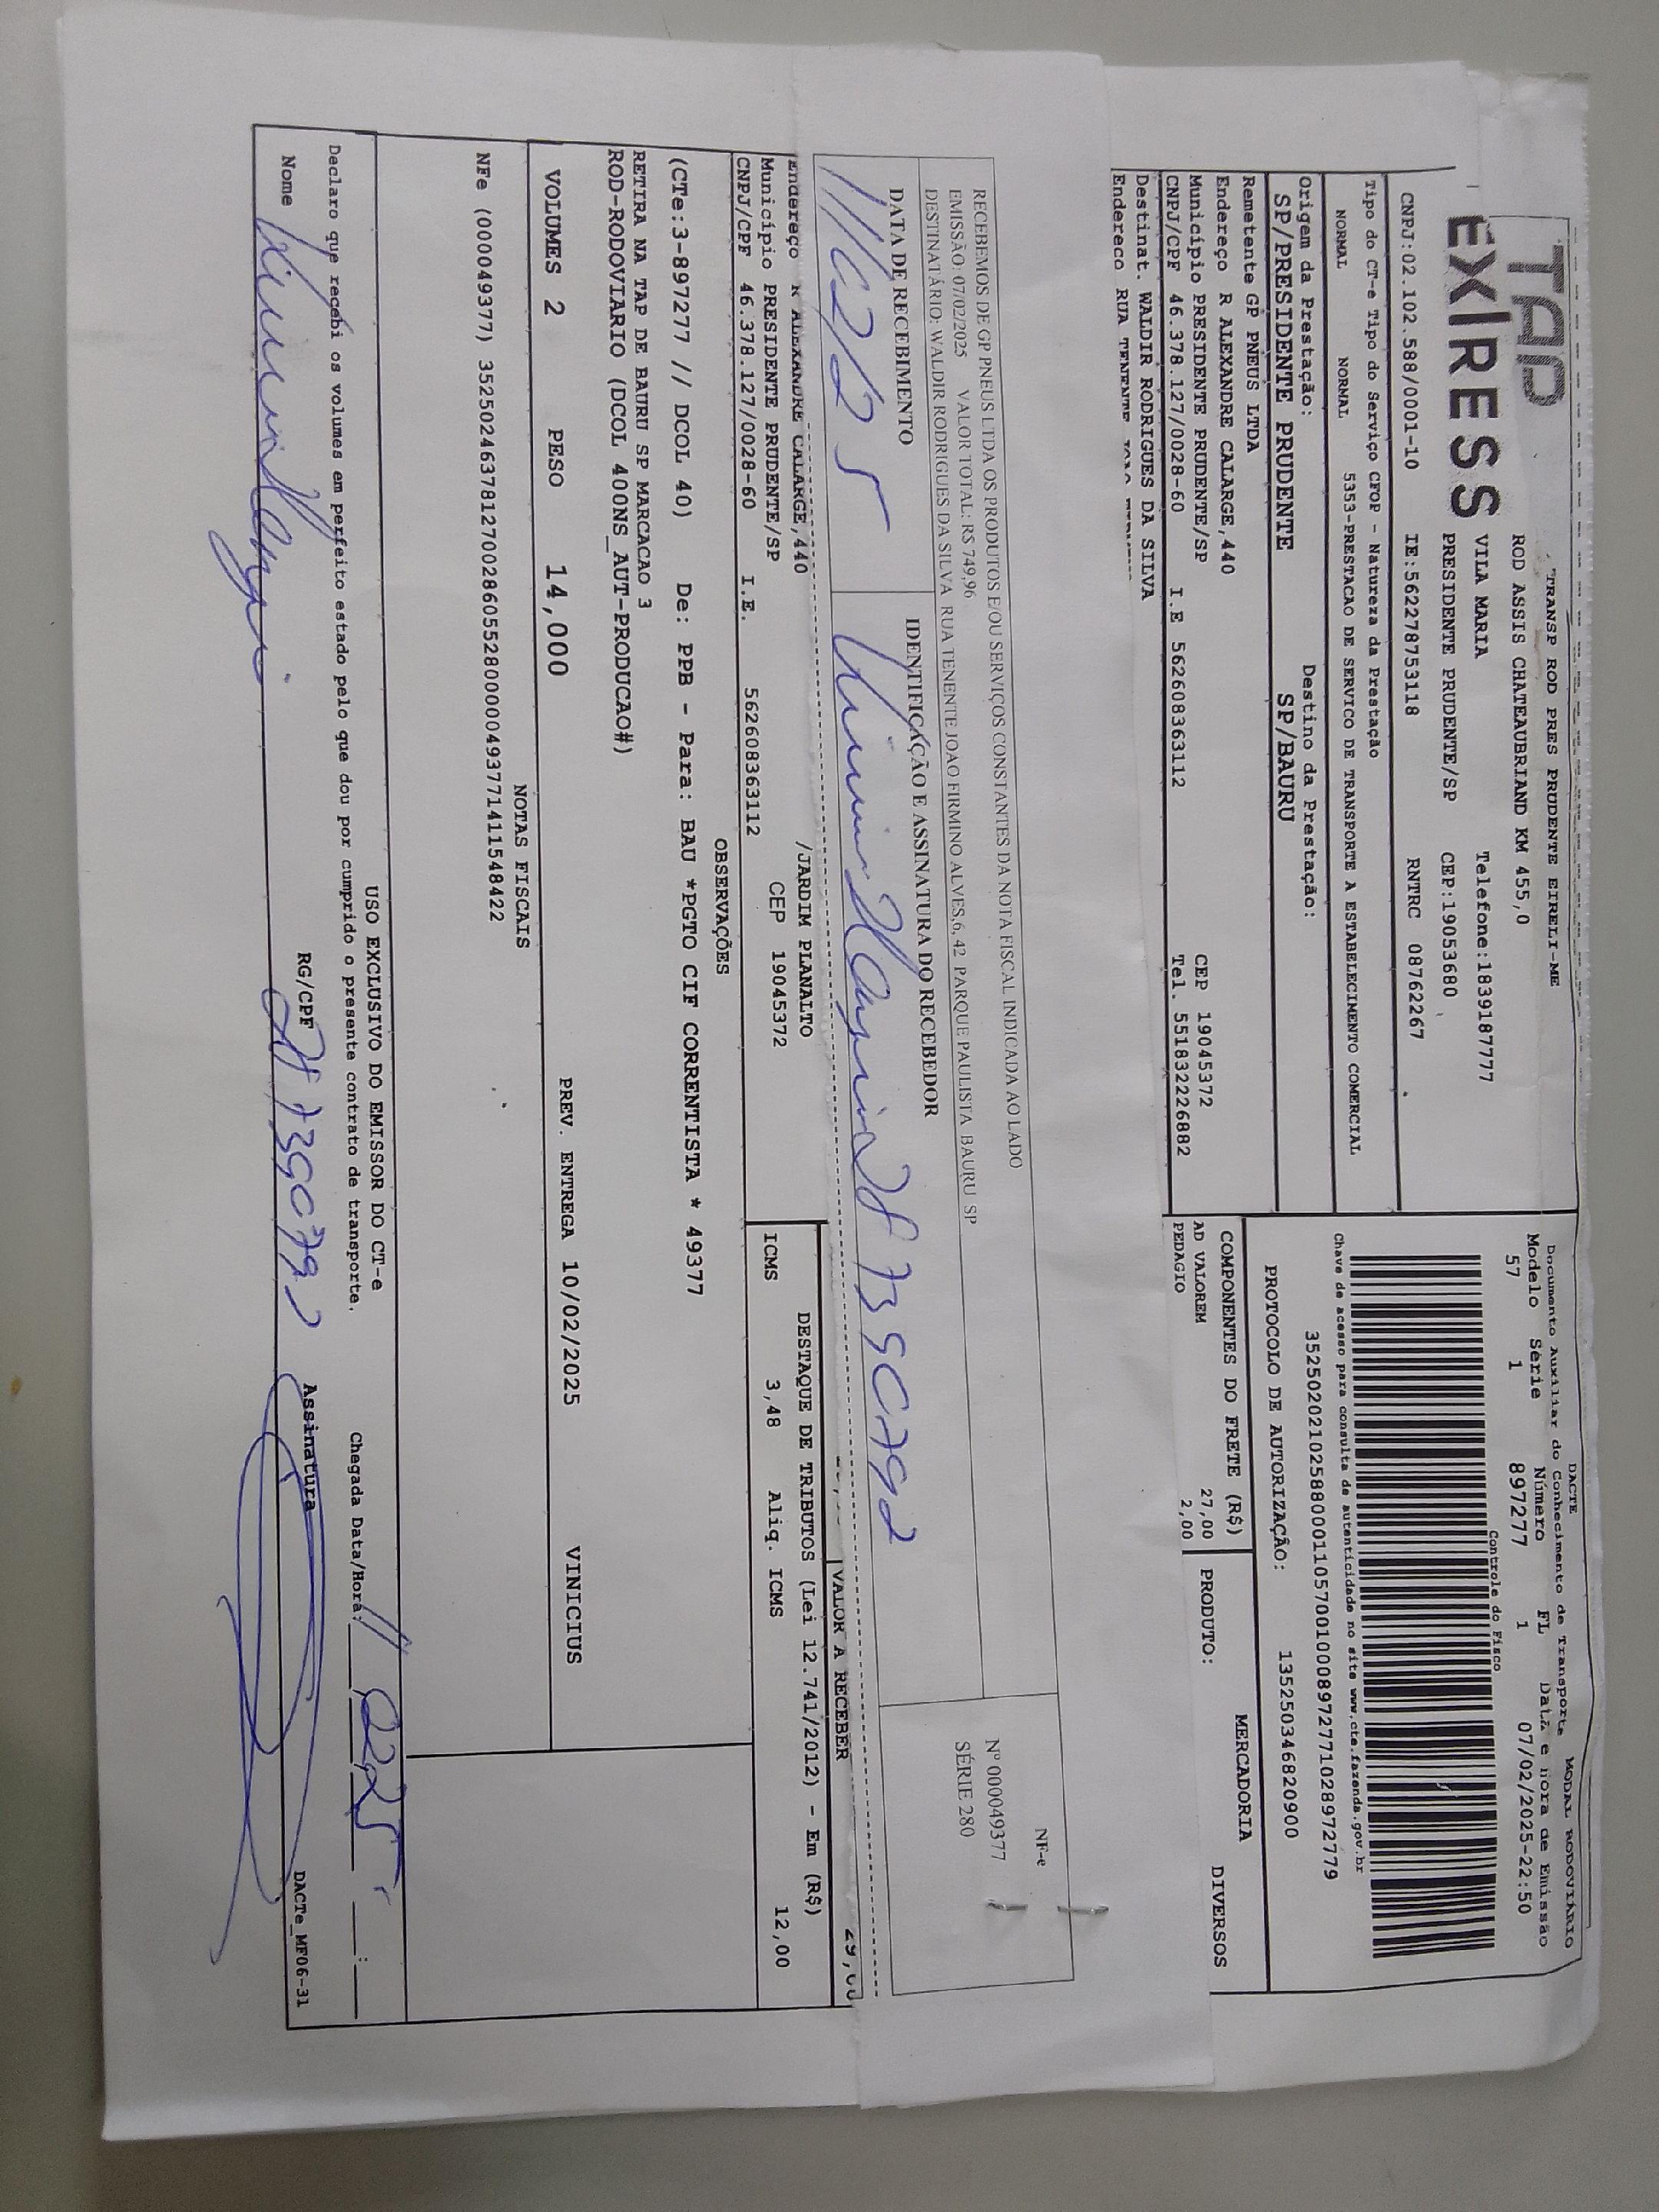 "TRANSP ROD PRES PRUDENTE EIRELI-ME
TAP
EXPRESS
ROD ASSIS CHATEAUBRIAND KM 455,0
VILA MARIA Telefone:1839187777
PRESIDENTE PRUDENTE/SP CEP:19053680
CNPJ:02.102.588/0001-10 IE:562278753118 RNTRC 08762267
Tipo do CT-e Tipo do Serviço CFOP - Natureza da Prestação
NORMAL NORMAL 5353-PRESTACAO DE SERVICO DE TRANSPORTE A ESTABELECIMENTO COMERCIAL
Origem da Prestação: Destino da Prestação:
SP/PRESIDENTE PRUDENTE SP/BAURU
Remetente GP PNEUS LTDA
Endereço R ALEXANDRE CALARGE,440
Município PRESIDENTE PRUDENTE/SP CEP 19045372
CNPJ/CPF 46.378.127/0028-60 I.E 562608363112 Tel. 551832226882
Destinat. WALDIR RODRIGUES DA SILVA
Endereco RUA TENENTE JOAO
DACTE MODAL RODOVIÁRIO
Documento Auxiliar do Conhecimento de Transporte
Modelo Série Número FL Data e hora de Emissão
57 1 897277 1 07/02/2025-22:50
Controle do Fisco
Chave de acesso para consulta de autenticidade no site www.cte.fazenda.gov.br
35250202102588000110570010008972771028972779
PROTOCOLO DE AUTORIZAÇÃO: 135250346820900
COMPONENTES DO FRETE (R$) MERCADORIA
AD VALOREM 27,00 PRODUTO: DIVERSOS
PEDAGIO 2,00
RECEBEMOS DE GP PNEUS LTDA OS PRODUTOS E/OU SERVIÇOS CONSTANTES DA NOTA FISCAL INDICADA AO LADO
EMISSÃO: 07/02/2025 VALOR TOTAL: R$ 749,96
DESTINATÁRIO: WALDIR RODRIGUES DA SILVA RUA TENENTE JOAO FIRMINO ALVES,6, 42 PARQUE PAULISTA BAURU SP
DATA DE RECEBIMENTO IDENTIFICAÇÃO E ASSINATURA DO RECEBEDOR
NF-e
Nº 000049377
SÉRIE 280
VALOR A RECEBER 29,00
Endereço R ALEXANDRE CALARGE,440 /JARDIM PLANALTO
Município PRESIDENTE PRUDENTE/SP CEP 19045372
CNPJ/CPF 46.378.127/0028-60 I.E. 562608363112
DESTAQUE DE TRIBUTOS (Lei 12.741/2012) - Em (R$)
ICMS 3,48 Aliq. ICMS 12,00
OBSERVAÇÕES
(CTe:3-897277 // DCOL 40) De: PPB - Para: BAU *PGTO CIF CORRENTISTA * 49377
RETIRA NA TAP DE BAURU SP MARCACAO 3
ROD-RODOVIARIO (DCOL 400NS_AUT-PRODUCAO#)
VOLUMES 2 PESO 14,000 PREV. ENTREGA 10/02/2025 VINICIUS
NOTAS FISCAIS
NFe (000049377) 35250246378127002860552800000493771411548422
USO EXCLUSIVO DO EMISSOR DO CT-e
Declaro que recebi os volumes em perfeito estado pelo que dou por cumprido o presente contrato de transporte. Chegada Data/Hora:
Nome RG/CPF Assinatura
DACTe_MF06-31